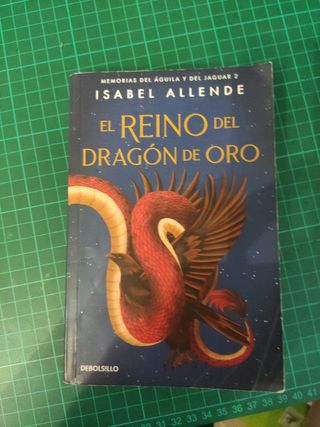 MEMORIAS DEL ÁGUILA Y DEL JAGUAR 2
ISABEL ALLENDE
EL REINO DEL
DRAGÓN DE ORO
DEBOLSILLO